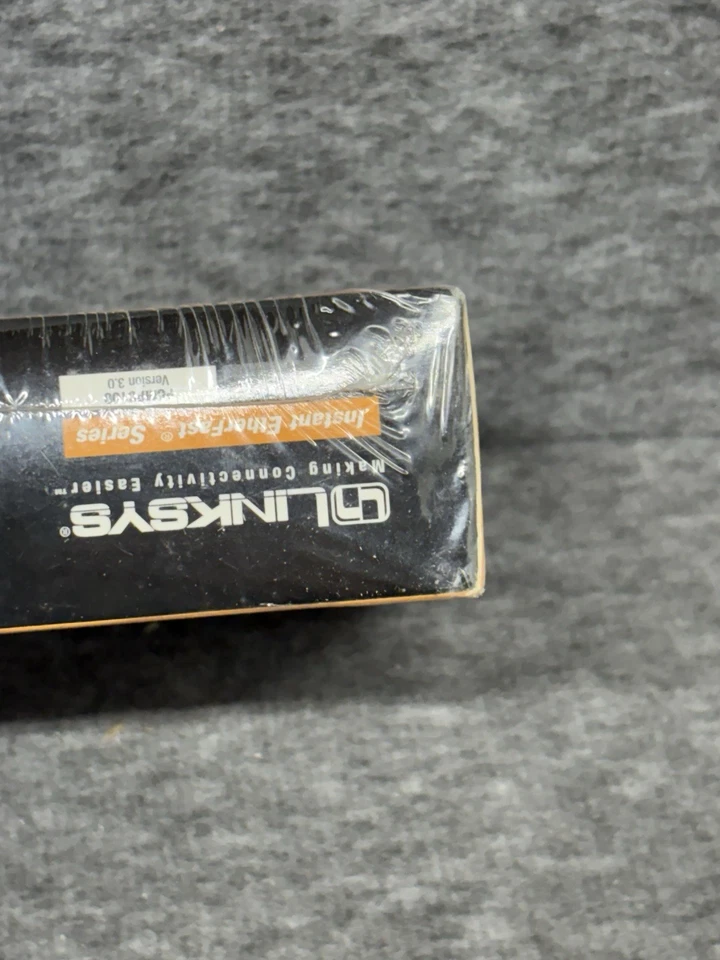 LINKSYS®
Making Connectivity Easier™
Instant EtherFast® Series
Version 3.0